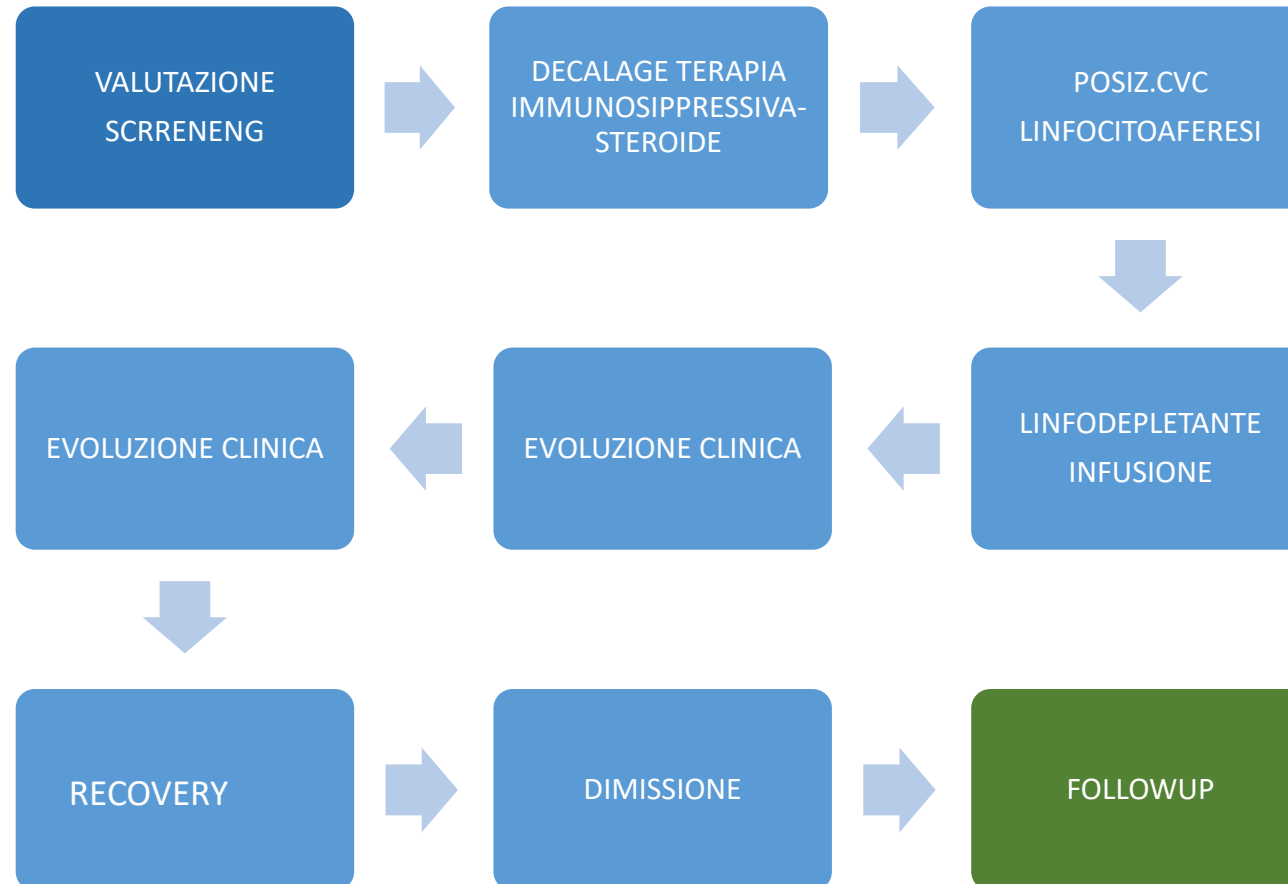 VALUTAZIONE
SCRRENENG
DECALAGE TERAPIA
IMMUNOSIPPRESSIVA-
STEROIDE
POSIZ.CVC
LINFOCITOAFERESI
LINFODEPLETANTE
INFUSIONE
EVOLUZIONE CLINICA
EVOLUZIONE CLINICA
RECOVERY
DIMISSIONE
FOLLOWUP